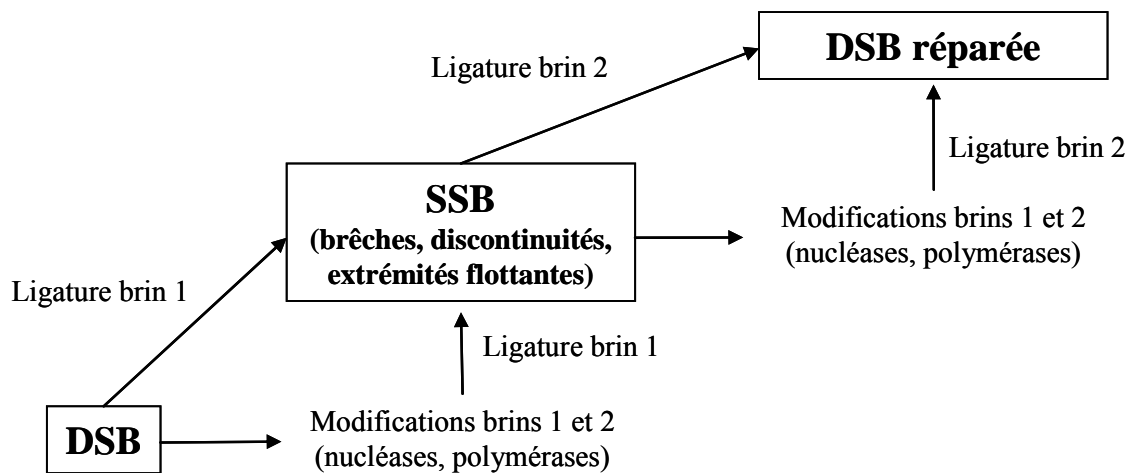 DSB réparée
Ligature brin 2
Ligature brin 2
SSB
(brêches, discontinuités,
extrémités flottantes)
Modifications brins 1 et 2
(nucléases, polymérases)
Ligature brin 1
Ligature brin 1
DSB
Modifications brins 1 et 2
(nucléases, polymérases)